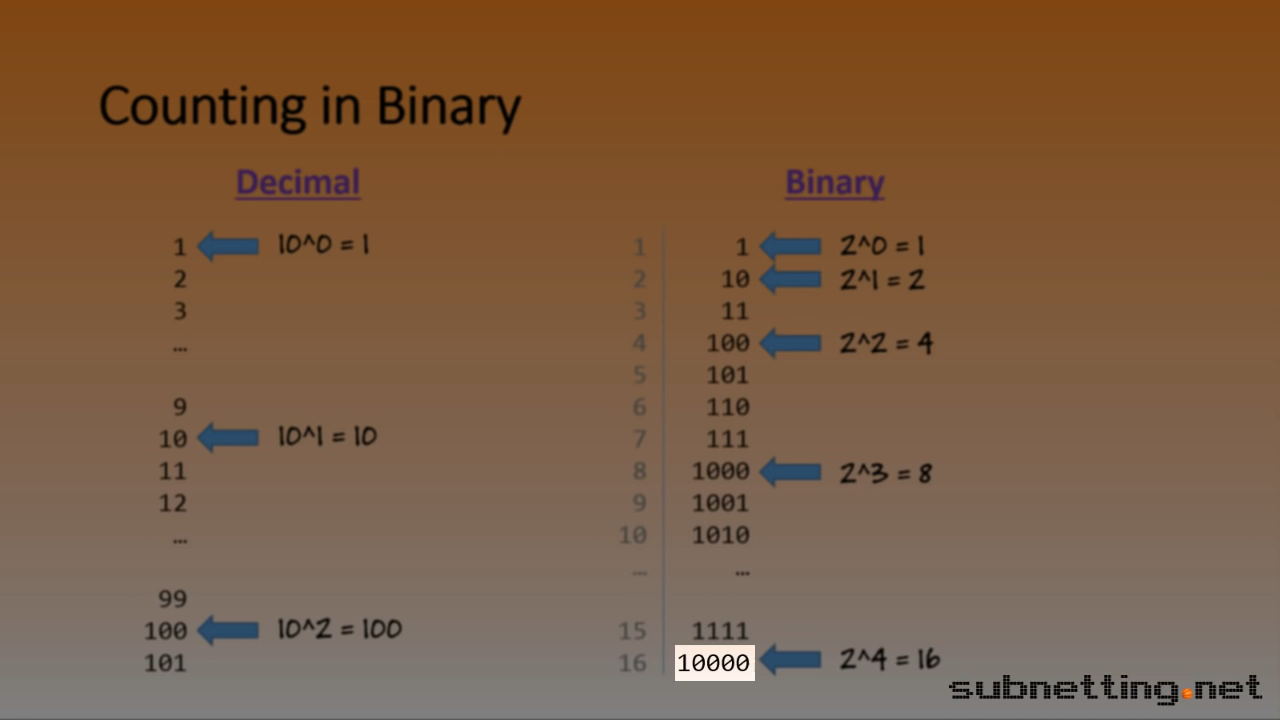 Counting in Binary
Decimal
1 10^0 = 1
2
3
…
9
10 10^1 = 10
11
12
…
99
100 10^2 = 100
101
Binary
1 1 2^0 = 1
2 10 2^1 = 2
3 11
4 100 2^2 = 4
5 101
6 110
7 111
8 1000 2^3 = 8
9 1001
10 1010
… …
15 1111
16 10000 2^4 = 16
subnetting.net